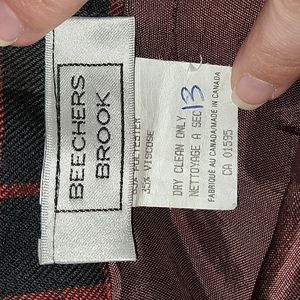 BEECHERS
BROOK
65% POLYESTER
35% VISCOSE
DRY CLEAN ONLY
NETTOYAGE A SEC
13
FABRIQUÉ AU CANADA/MADE IN CANADA
CA 01595